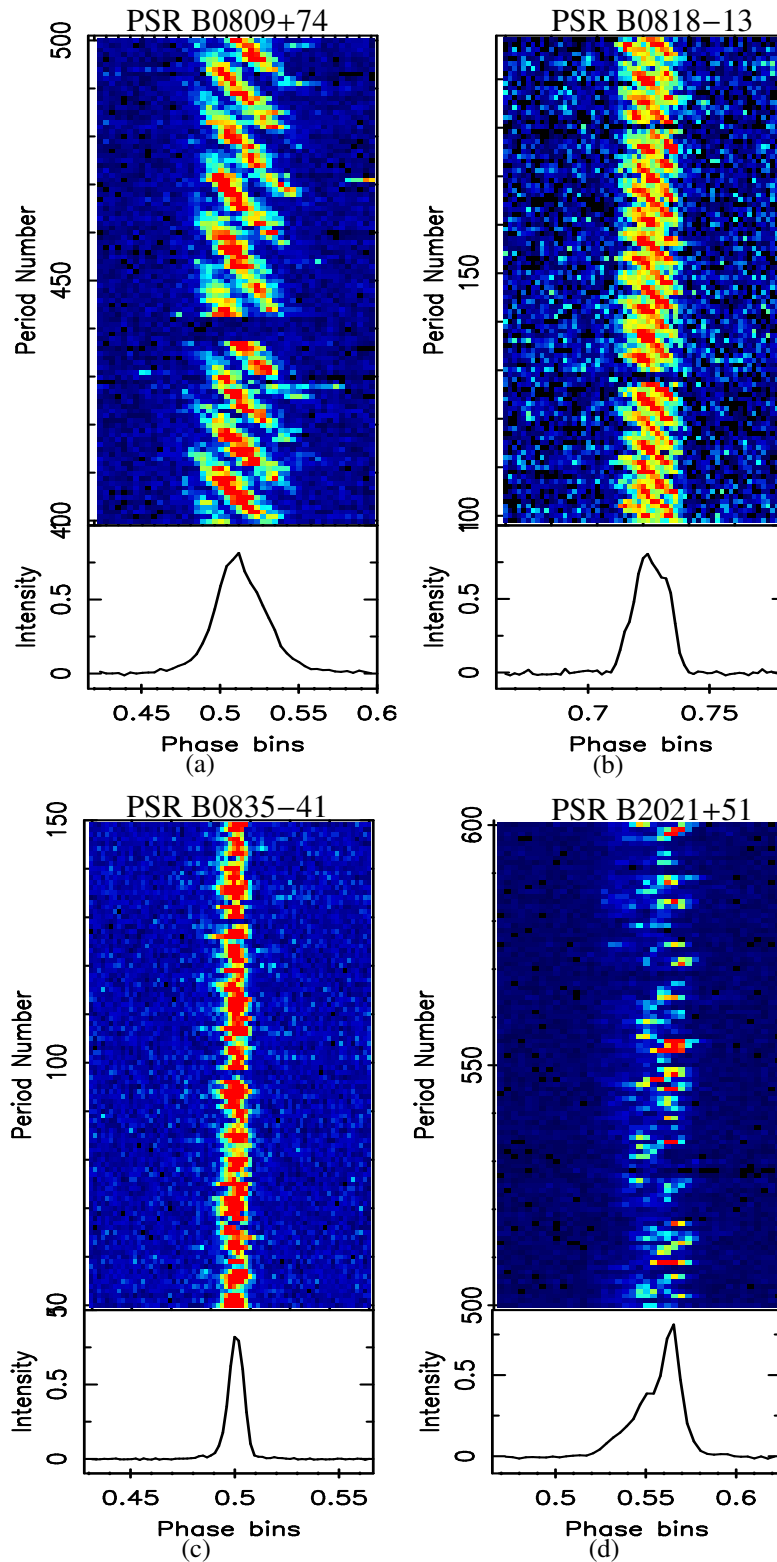 PSR B0809+74
Period Number
500
450
400
Intensity
0.5
0
0.45
0.5
0.55
0.6
Phase bins
(a)
PSR B0818−13
Period Number
150
100
Intensity
0.5
0
0.7
0.75
Phase bins
(b)
PSR B0835−41
Period Number
150
100
50
Intensity
0.5
0
0.45
0.5
0.55
Phase bins
(c)
PSR B2021+51
Period Number
600
550
500
Intensity
0.5
0
0.5
0.55
0.6
Phase bins
(d)